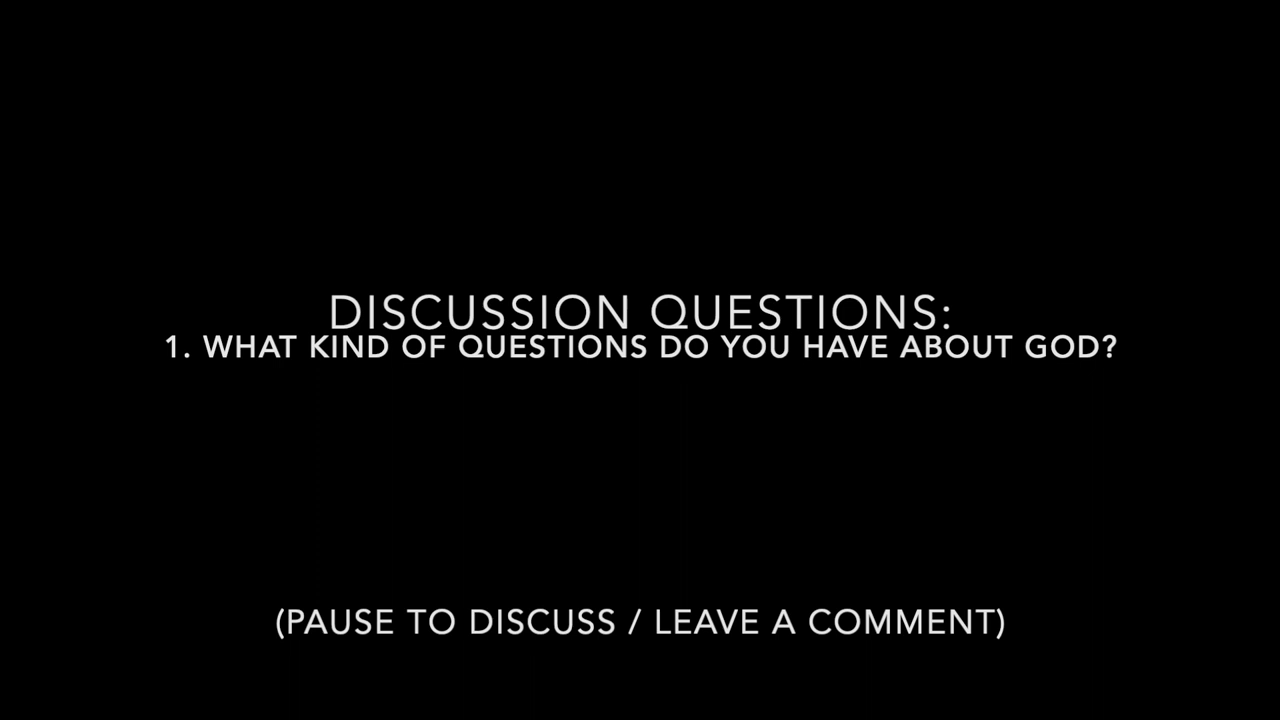 DISCUSSION QUESTIONS:
1. WHAT KIND OF QUESTIONS DO YOU HAVE ABOUT GOD?
(PAUSE TO DISCUSS / LEAVE A COMMENT)